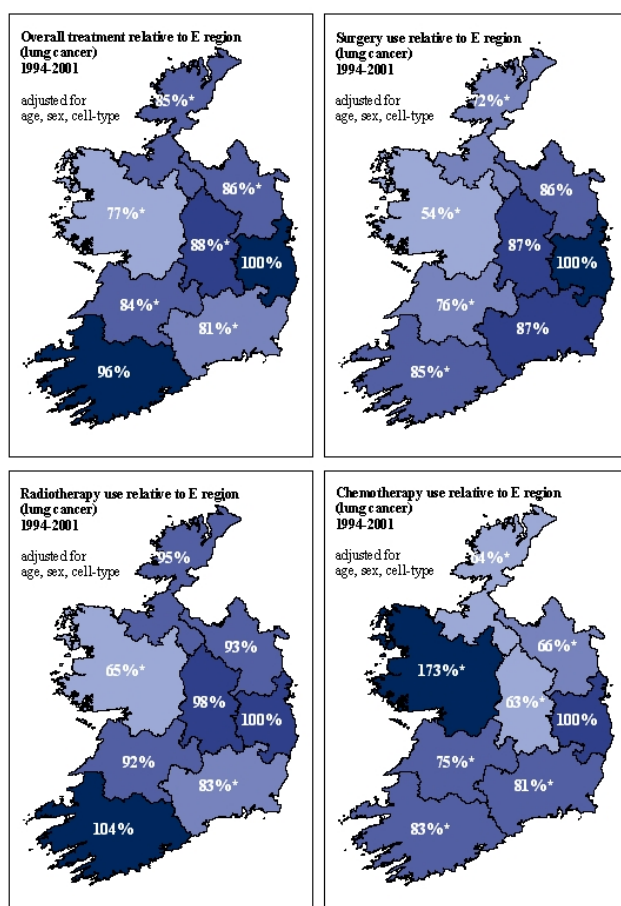 Overall treatment relative to E region
(lung cancer)
1994-2001
adjusted for
age, sex, cell-type
85%*
86%*
77%*
88%*
100%
84%*
81%*
96%
Surgery use relative to E region
(lung cancer)
1994-2001
adjusted for
age, sex, cell-type
72%*
86%
54%*
87%
100%
76%*
87%
85%*
Radiotherapy use relative to E region
(lung cancer)
1994-2001
adjusted for
age, sex, cell-type
95%
93%
65%*
98%
100%
92%
83%*
104%
Chemotherapy use relative to E region
(lung cancer)
1994-2001
adjusted for
age, sex, cell-type
64%*
66%*
173%*
63%*
100%
75%*
81%*
83%*